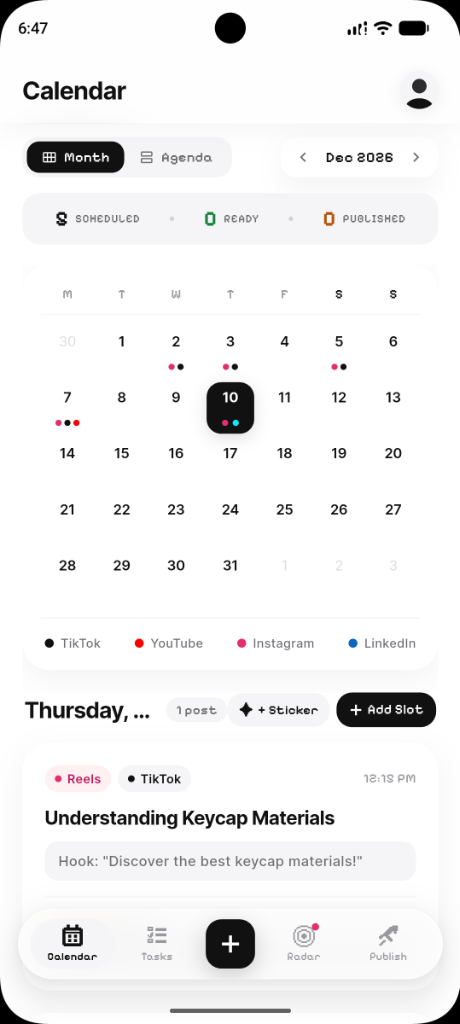 6:47
Calendar
Month Agenda Dec 2026
5 SCHEDULED • 0 READY • 0 PUBLISHED
M T W T F S S
30 1 2 3 4 5 6
7 8 9 10 11 12 13
14 15 16 17 18 19 20
21 22 23 24 25 26 27
28 29 30 31 1 2 3
TikTok YouTube Instagram LinkedIn
Thursday, ... 1 post + Sticker + Add Slot
Reels TikTok 12:15 PM
Understanding Keycap Materials
Hook: "Discover the best keycap materials!"
Calendar Tasks Radar Publish